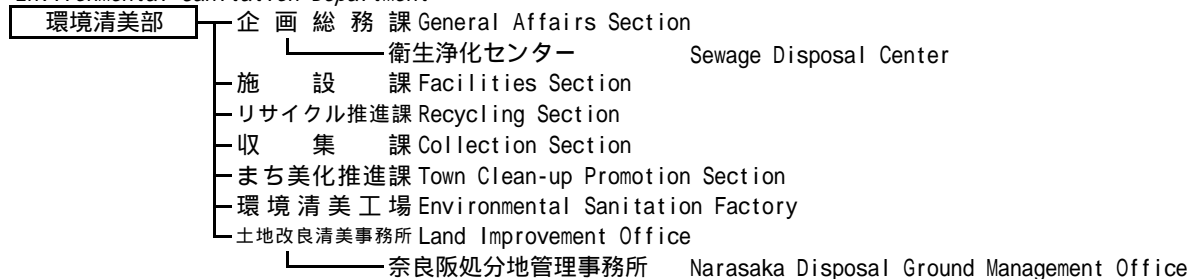 Environmental Sanitation Department
環境清美部 企画総務課 General Affairs Section
衛生浄化センター Sewage Disposal Center
施設課 Facilities Section
リサイクル推進課 Recycling Section
収集課 Collection Section
まち美化推進課 Town Clean-up Promotion Section
環境清美工場 Environmental Sanitation Factory
土地改良清美事務所 Land Improvement Office
奈良阪処分地管理事務所 Narasaka Disposal Ground Management Office